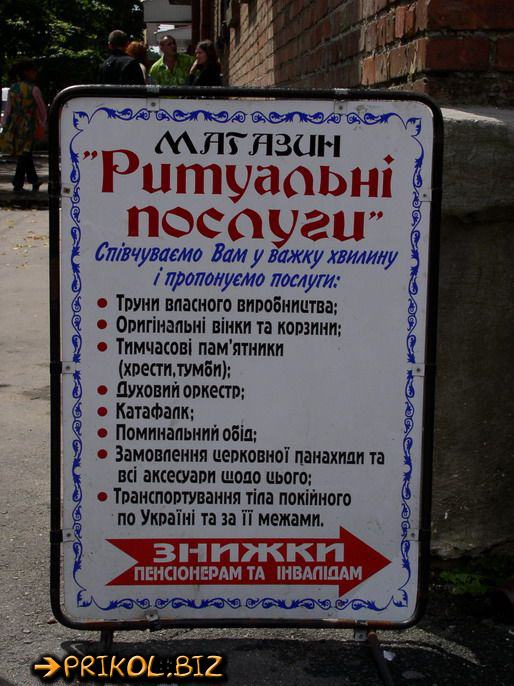 МАГАЗИН
"Ритуальні
послуги"
Співчуваємо Вам у важку хвилину
і пропонуємо послуги:
• Труни власного виробництва;
• Оригінальні вінки та корзини;
• Тимчасові пам'ятники
(хрести,тумби);
• Духовий оркестр;
• Катафалк;
• Поминальний обід;
• Замовлення церковної панахиди та
всі аксесуари щодо цього;
• Транспортування тіла покійного
по Україні та за її межами.
ЗНИЖКИ
ПЕНСІОНЕРАМ ТА ІНВАЛІДАМ
PRIKOL.BIZ